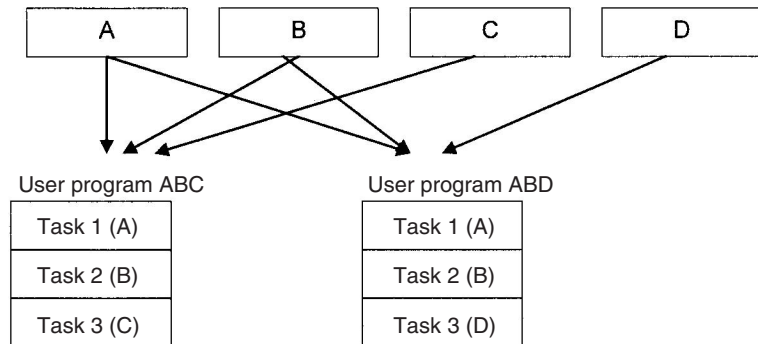 A B C D
User program ABC User program ABD
Task 1 (A) Task 1 (A)
Task 2 (B) Task 2 (B)
Task 3 (C) Task 3 (D)